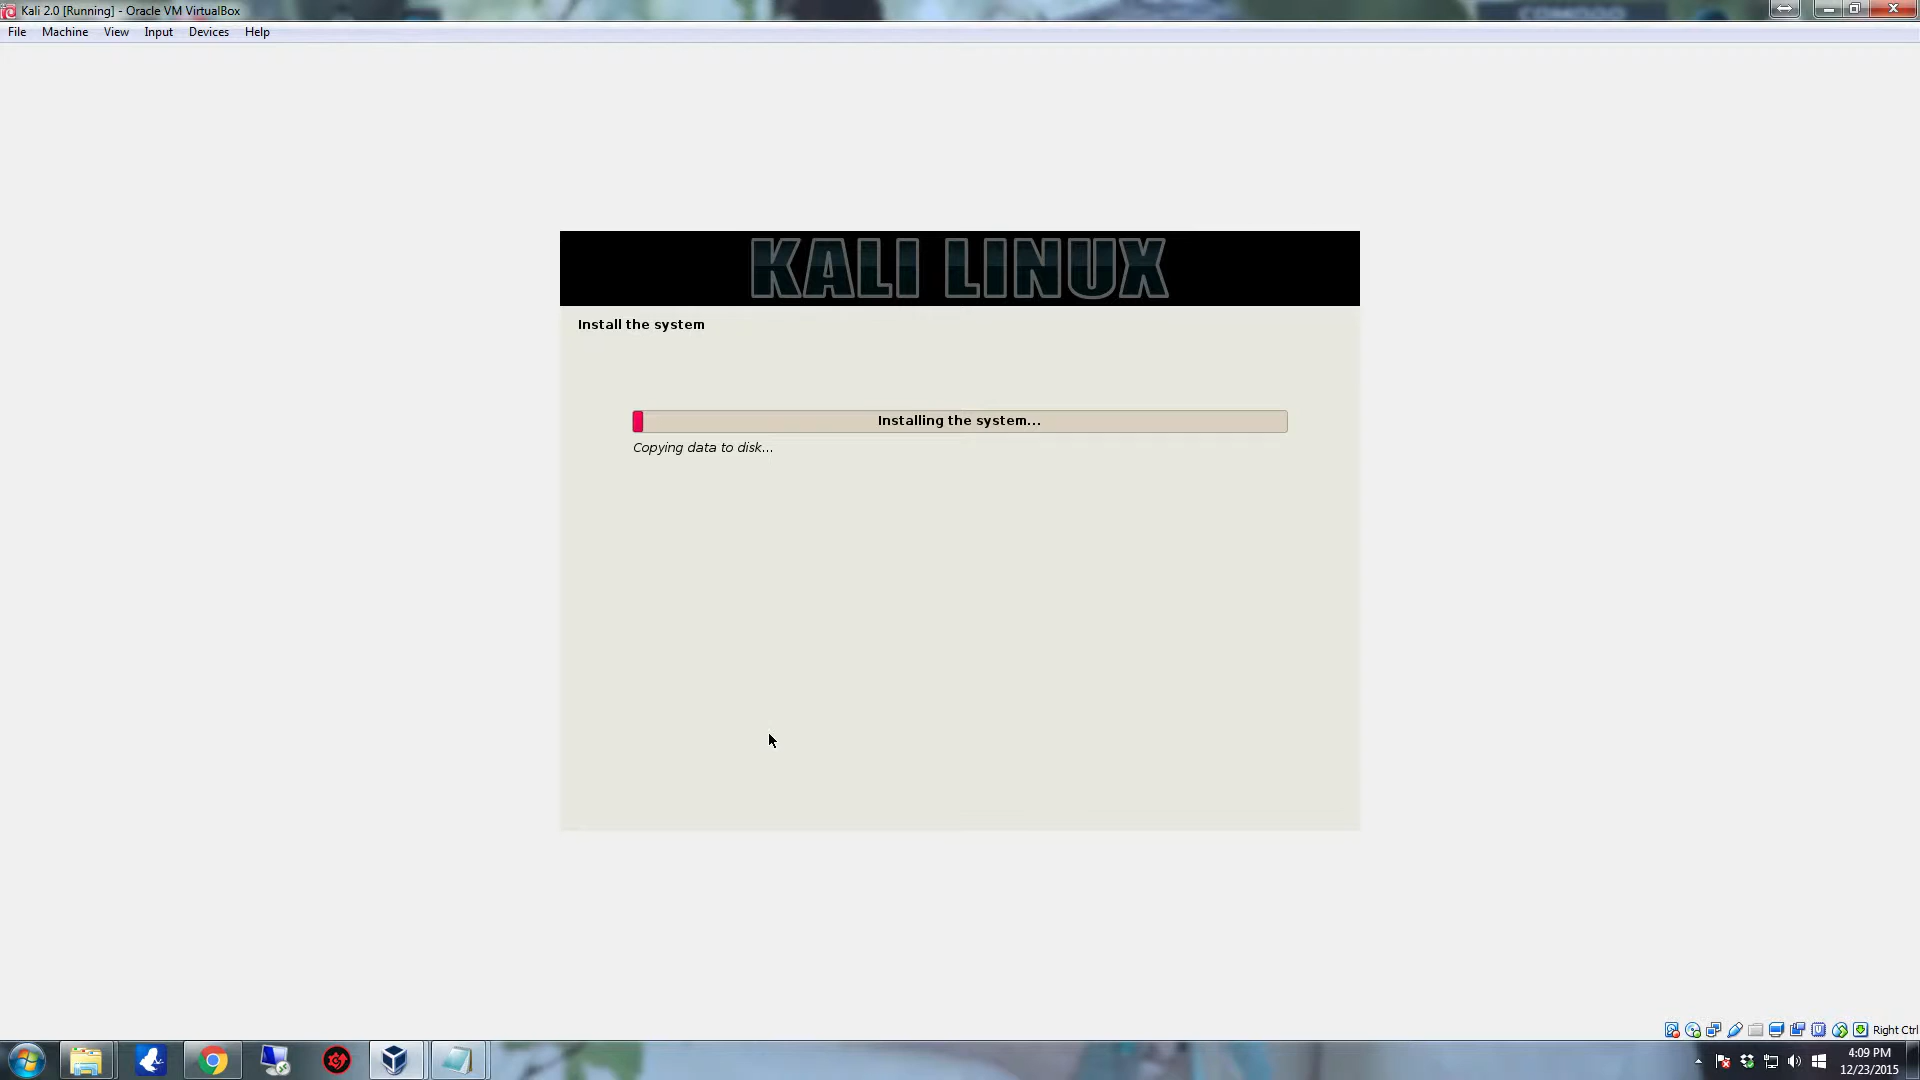 Kali 2.0 [Running] - Oracle VM VirtualBox
COMODO
File Machine View Input Devices Help
KALI LINUX
Install the system
Installing the system...
Copying data to disk...
Right Ctrl
4:09 PM
12/23/2015